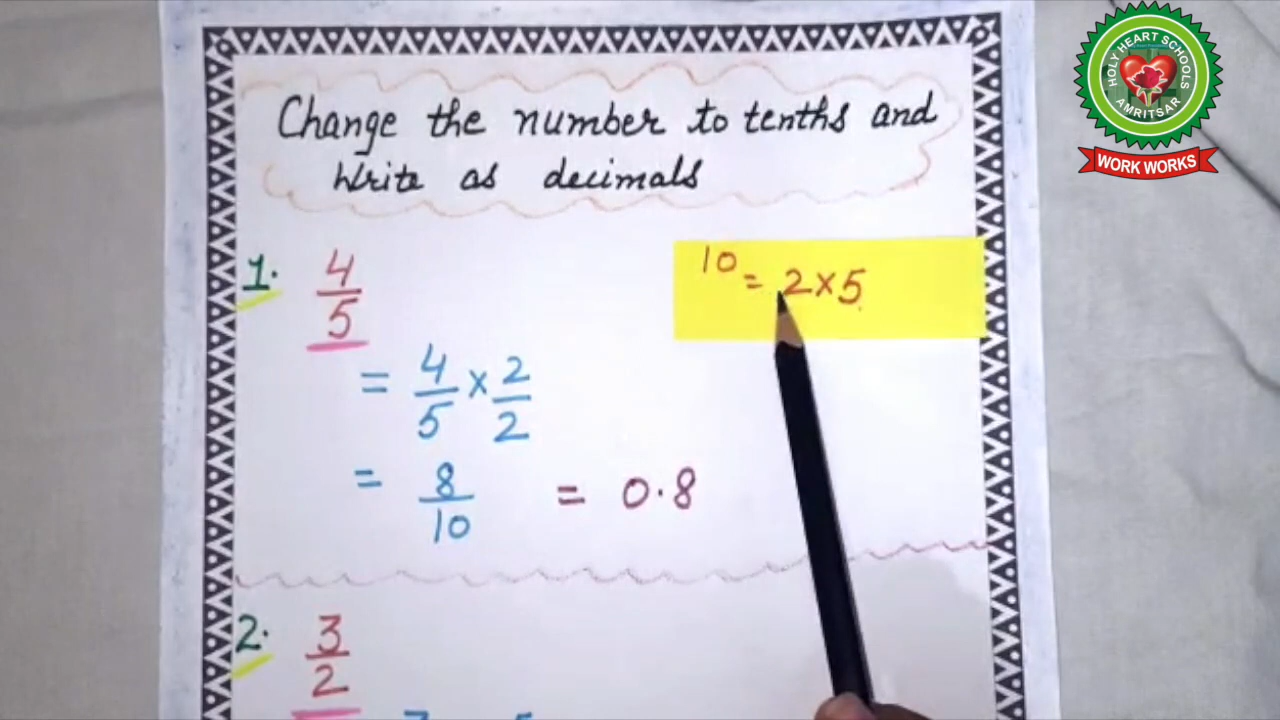 Change the number to tenths and
Write as decimals
1. 4/5
10 = 2×5
= 4/5 × 2/2
= 8/10 = 0.8
2. 3/2
HOLY HEART SCHOOLS
AMRITSAR
WORK WORKS